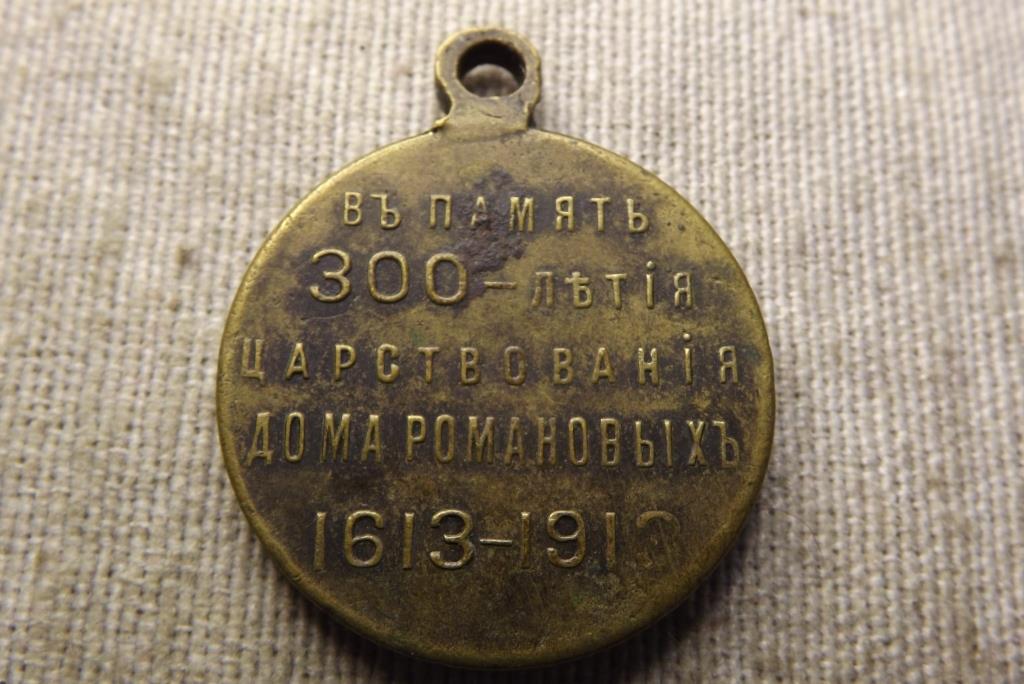 ВЪ ПАМЯТЬ
300-ЛѢТІЯ
ЦАРСТВОВАНІЯ
ДОМА РОМАНОВЫХЪ
1613-1913